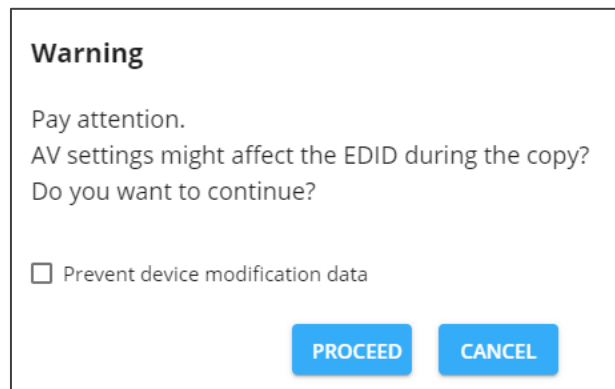 Warning
Pay attention.
AV settings might affect the EDID during the copy?
Do you want to continue?
Prevent device modification data
PROCEED CANCEL